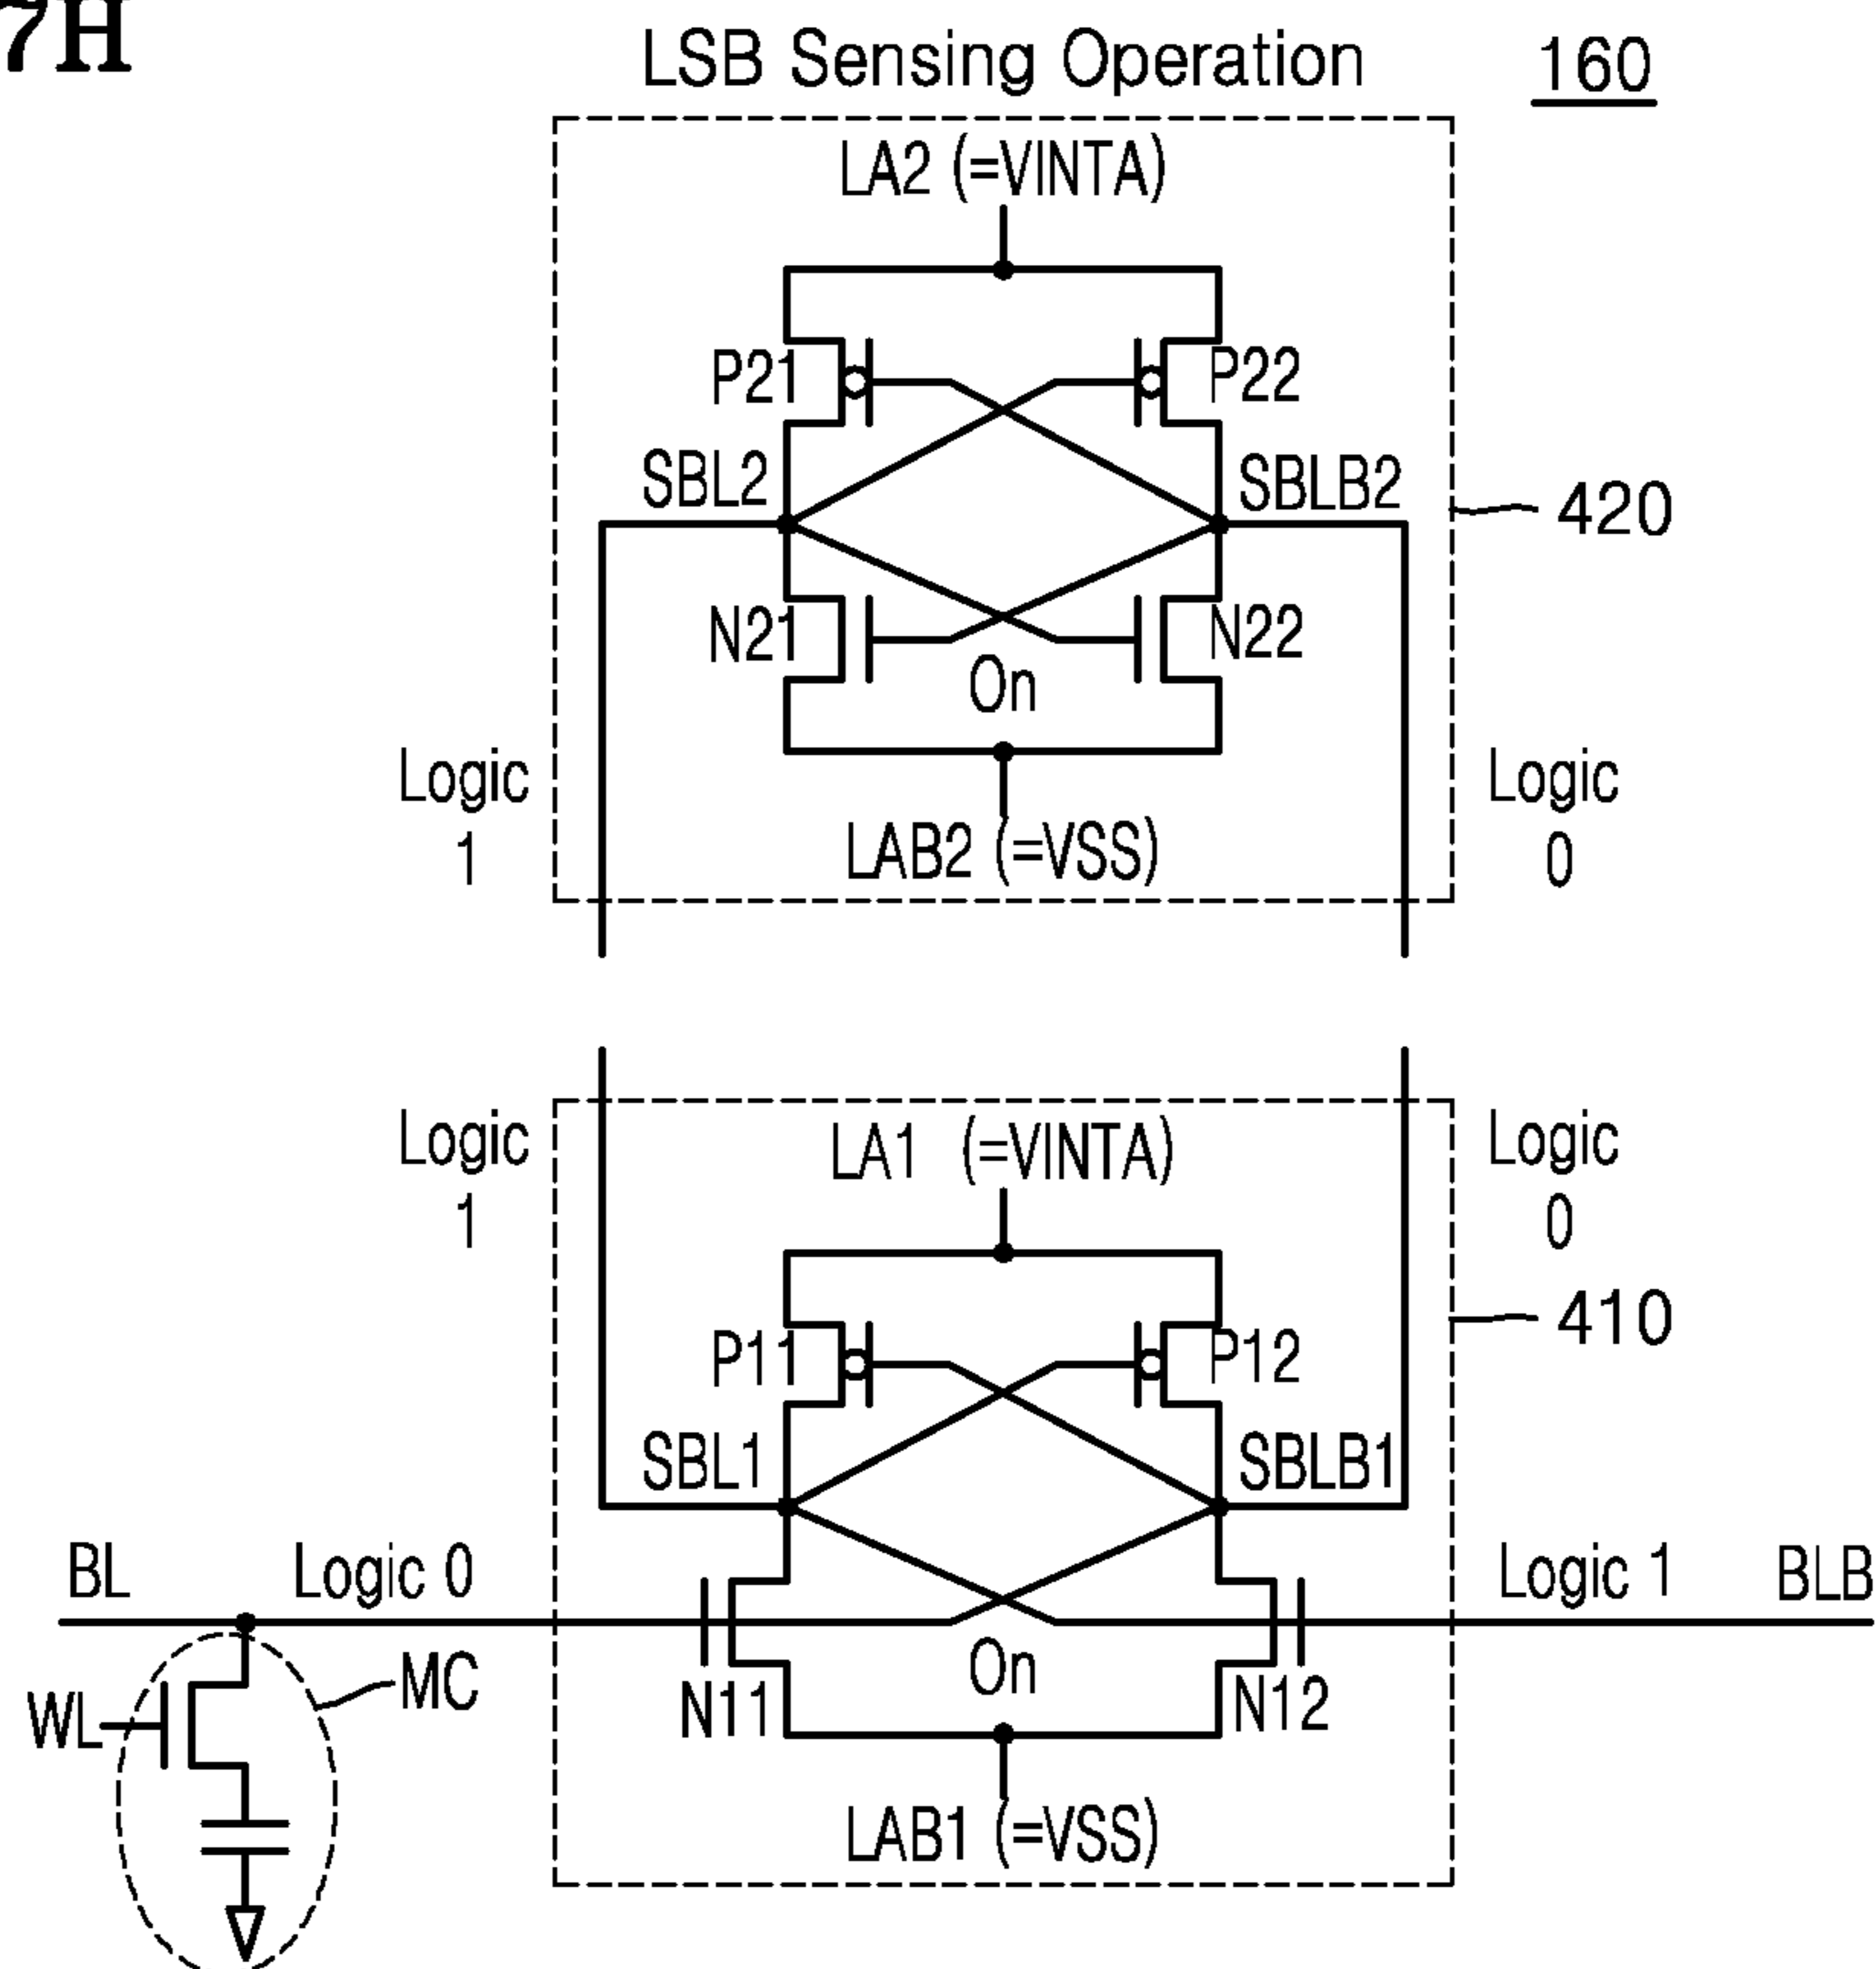 7H
LSB Sensing Operation
160
LA2 (=VINTA)
P21
P22
SBL2
SBLB2
420
N21
N22
On
Logic
1
Logic
0
LAB2 (=VSS)
Logic
1
Logic
0
LA1 (=VINTA)
410
P11
P12
SBL1
SBLB1
BL
Logic 0
Logic 1
BLB
On
MC
WL
N11
N12
LAB1 (=VSS)